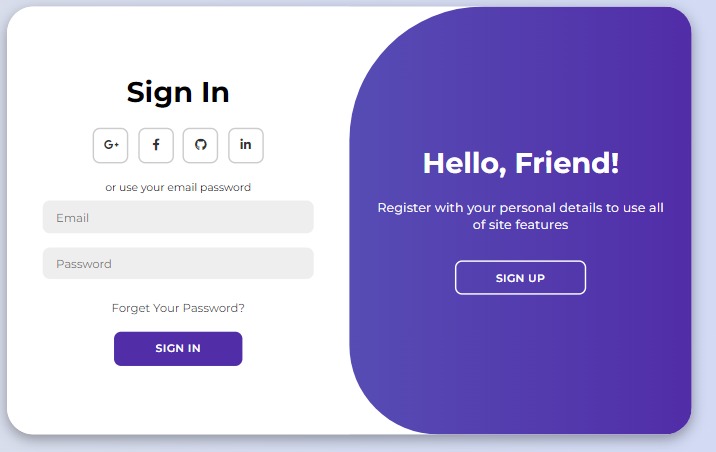 Sign In
G+ f in
or use your email password
Email
Password
Forget Your Password?
SIGN IN
Hello, Friend!
Register with your personal details to use all
of site features
SIGN UP